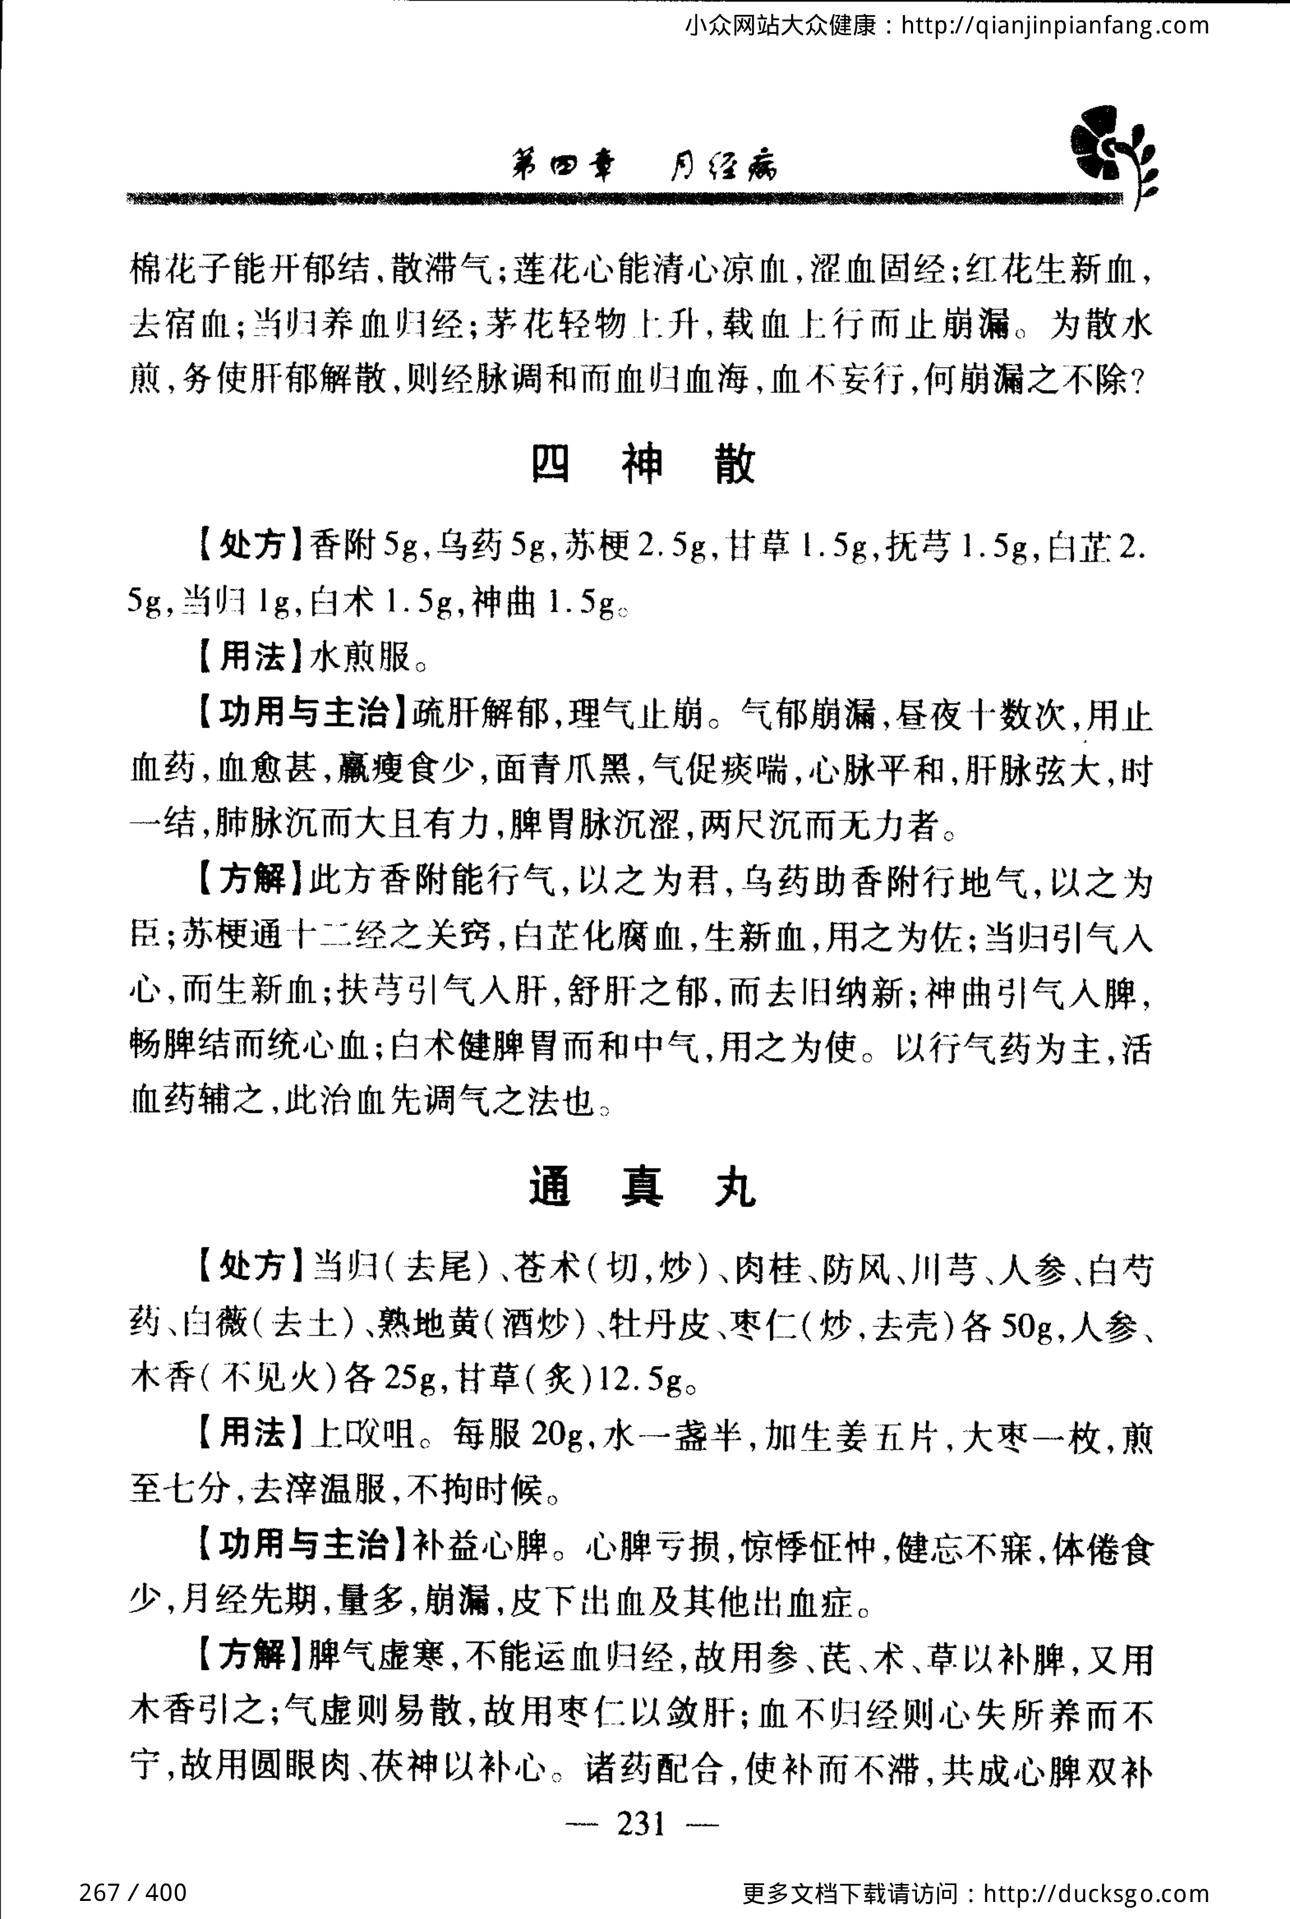 小众网站大众健康：http://qianjinpianfang.com
第四章 月经病
棉花子能开郁结,散滞气;莲花心能清心凉血,涩血固经;红花生新血,
去宿血;当归养血归经;茅花轻物上升,载血上行而止崩漏。为散水
煎,务使肝郁解散,则经脉调和而血归血海,血不妄行,何崩漏之不除?
四神散
【处方】香附5g,乌药5g,苏梗2.5g,甘草1.5g,抚芎1.5g,白芷2.
5g,当归1g,白术1.5g,神曲1.5g。
【用法】水煎服。
【功用与主治】疏肝解郁,理气止崩。气郁崩漏,昼夜十数次,用止
血药,血愈甚,羸瘦食少,面青爪黑,气促痰喘,心脉平和,肝脉弦大,时
一结,肺脉沉而大且有力,脾胃脉沉涩,两尺沉而无力者。
【方解】此方香附能行气,以之为君,乌药助香附行地气,以之为
臣;苏梗通十二经之关窍,白芷化腐血,生新血,用之为佐;当归引气入
心,而生新血;扶芎引气入肝,舒肝之郁,而去旧纳新;神曲引气入脾,
畅脾结而统心血;白术健脾胃而和中气,用之为使。以行气药为主,活
血药辅之,此治血先调气之法也。
通真丸
【处方】当归(去尾)、苍术(切,炒)、肉桂、防风、川芎、人参、白芍
药、白薇(去土)、熟地黄(酒炒)、牡丹皮、枣仁(炒,去壳)各50g,人参、
木香(不见火)各25g,甘草(炙)12.5g。
【用法】上㕮咀。每服20g,水一盏半,加生姜五片,大枣一枚,煎
至七分,去滓温服,不拘时候。
【功用与主治】补益心脾。心脾亏损,惊悸怔忡,健忘不寐,体倦食
少,月经先期,量多,崩漏,皮下出血及其他出血症。
【方解】脾气虚寒,不能运血归经,故用参、芪、术、草以补脾,又用
木香引之;气虚则易散,故用枣仁以敛肝;血不归经则心失所养而不
宁,故用圆眼肉、茯神以补心。诸药配合,使补而不滞,共成心脾双补
— 231 —
267 / 400
更多文档下载请访问：http://ducksgo.com